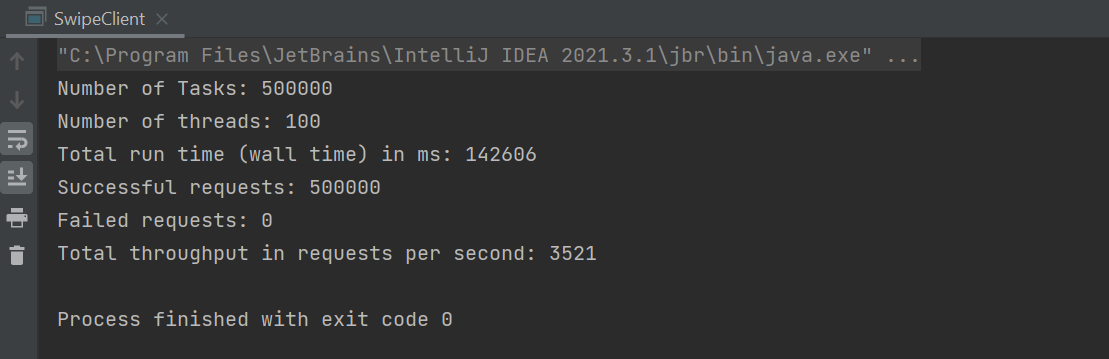 SwipeClient
"C:\Program Files\JetBrains\IntelliJ IDEA 2021.3.1\jbr\bin\java.exe" ...
Number of Tasks: 500000
Number of threads: 100
Total run time (wall time) in ms: 142606
Successful requests: 500000
Failed requests: 0
Total throughput in requests per second: 3521
Process finished with exit code 0